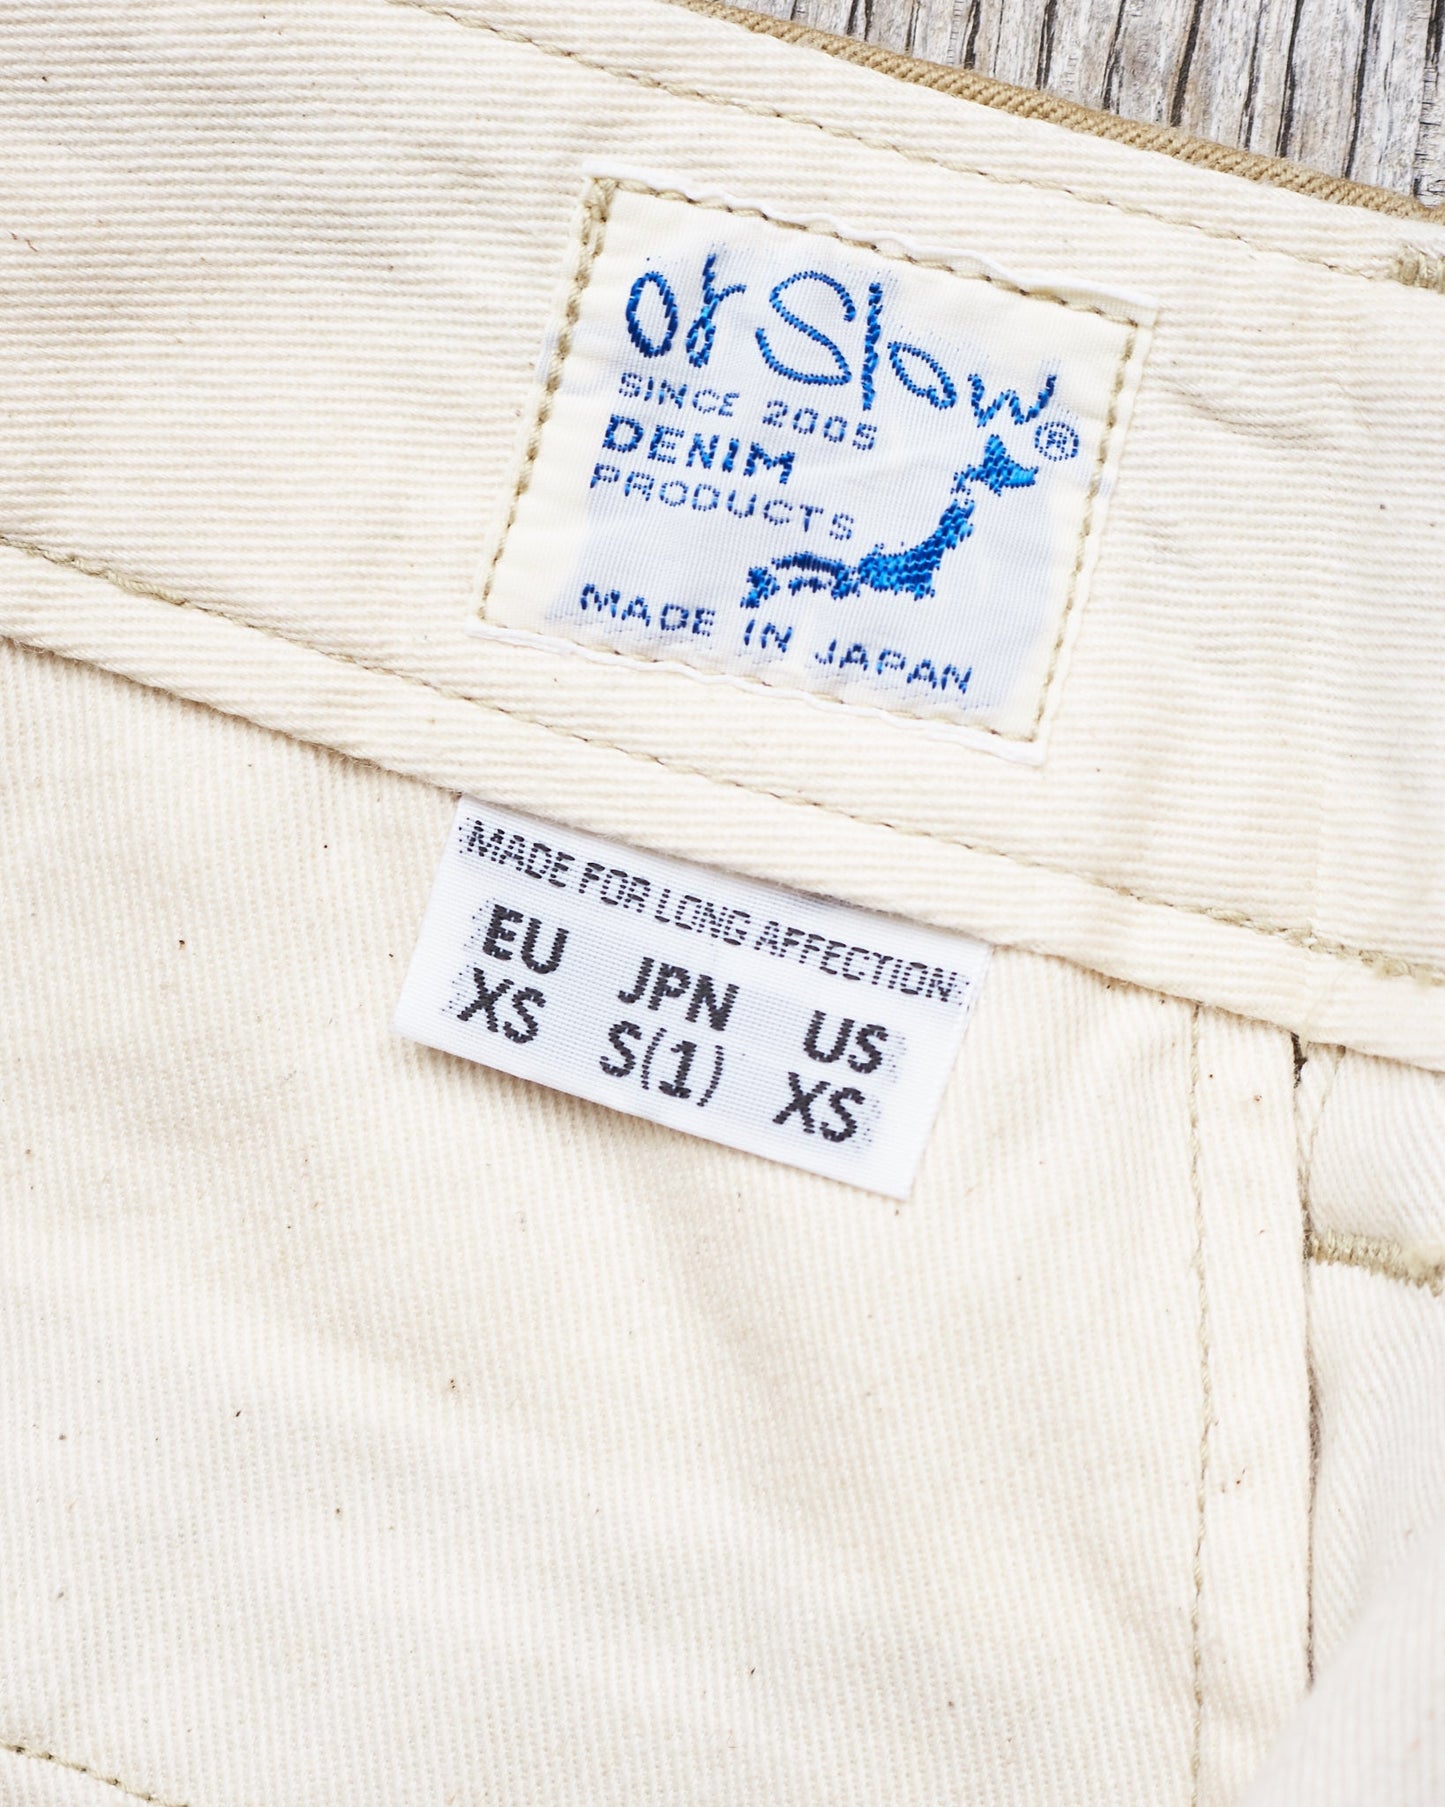 or Slow®
SINCE 2005
DENIM
PRODUCTS
MADE IN JAPAN
MADE FOR LONG AFFECTION
EU JPN US
XS S(1) XS